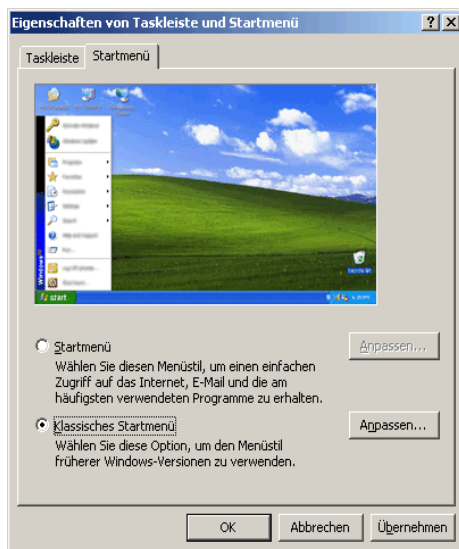 Eigenschaften von Taskleiste und Startmenü
Taskleiste
Startmenü
Windows
start
Startmenü
Anpassen...
Wählen Sie diesen Menüstil, um einen einfachen
Zugriff auf das Internet, E-Mail und die am
häufigsten verwendeten Programme zu erhalten.
Klassisches Startmenü
Anpassen...
Wählen Sie diese Option, um den Menüstil
früherer Windows-Versionen zu verwenden.
OK
Abbrechen
Übernehmen